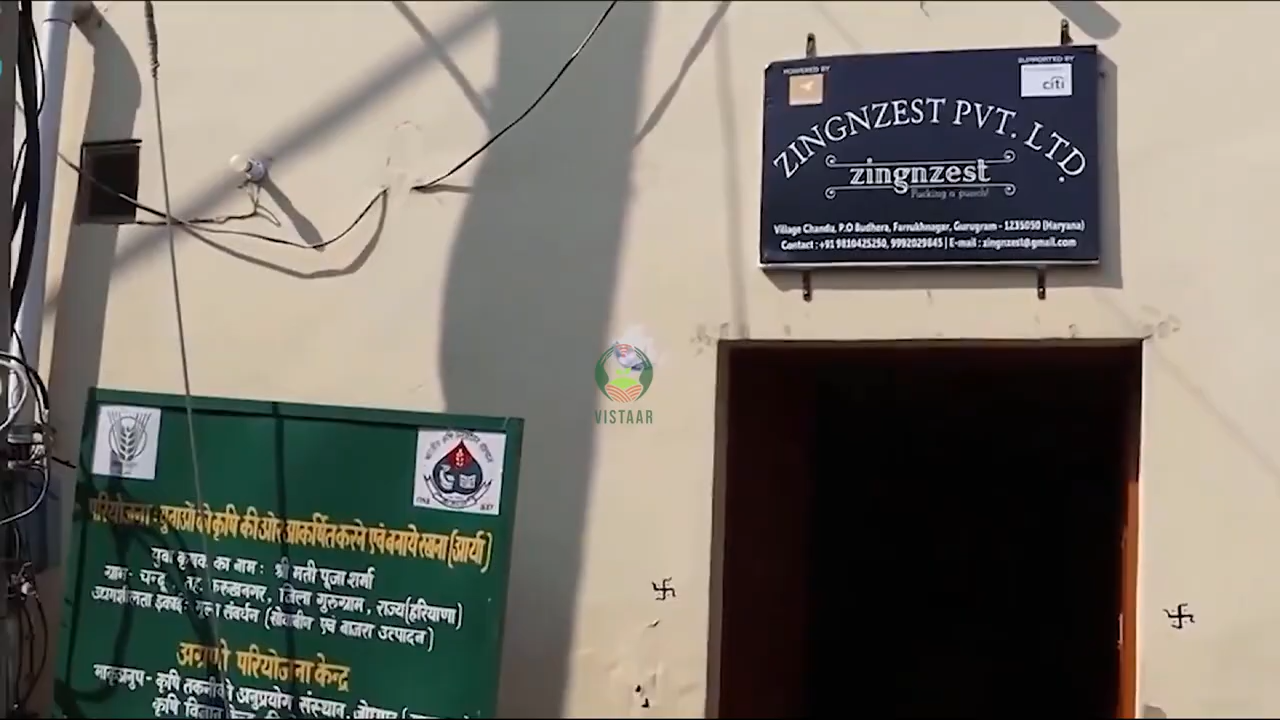 POWERED BY
SUPPORTED BY
citi
ZINGNZEST PVT. LTD.
zingnzest
Packing a punch!
Village Chandu, P.O Budhera, Farrukhnagar, Gurugram - 1235050 (Haryana)
Contact : +91 9810425250, 9992029845 | E-mail : zingnzest@gmail.com
VISTAAR
परियोजना : युवाओं को कृषि की ओर आकर्षित करने एवं बनाये रखना (आर्या)
युवा कृषक का नाम : श्री मती पूजा शर्मा
ग्राम : चन्दू, तह. फरुखनगर, जिला गुरुग्राम, राज्य (हरियाणा)
उद्यमशीलता इकाई : मूल्य संवर्धन (सोयाबीन एवं बाजरा उत्पादन)
अग्रणी परियोजना केन्द्र
भाकृअनुप - कृषि तकनीकी अनुप्रयोग संस्थान, जोधपुर
कृषि विज्ञान केन्द्र